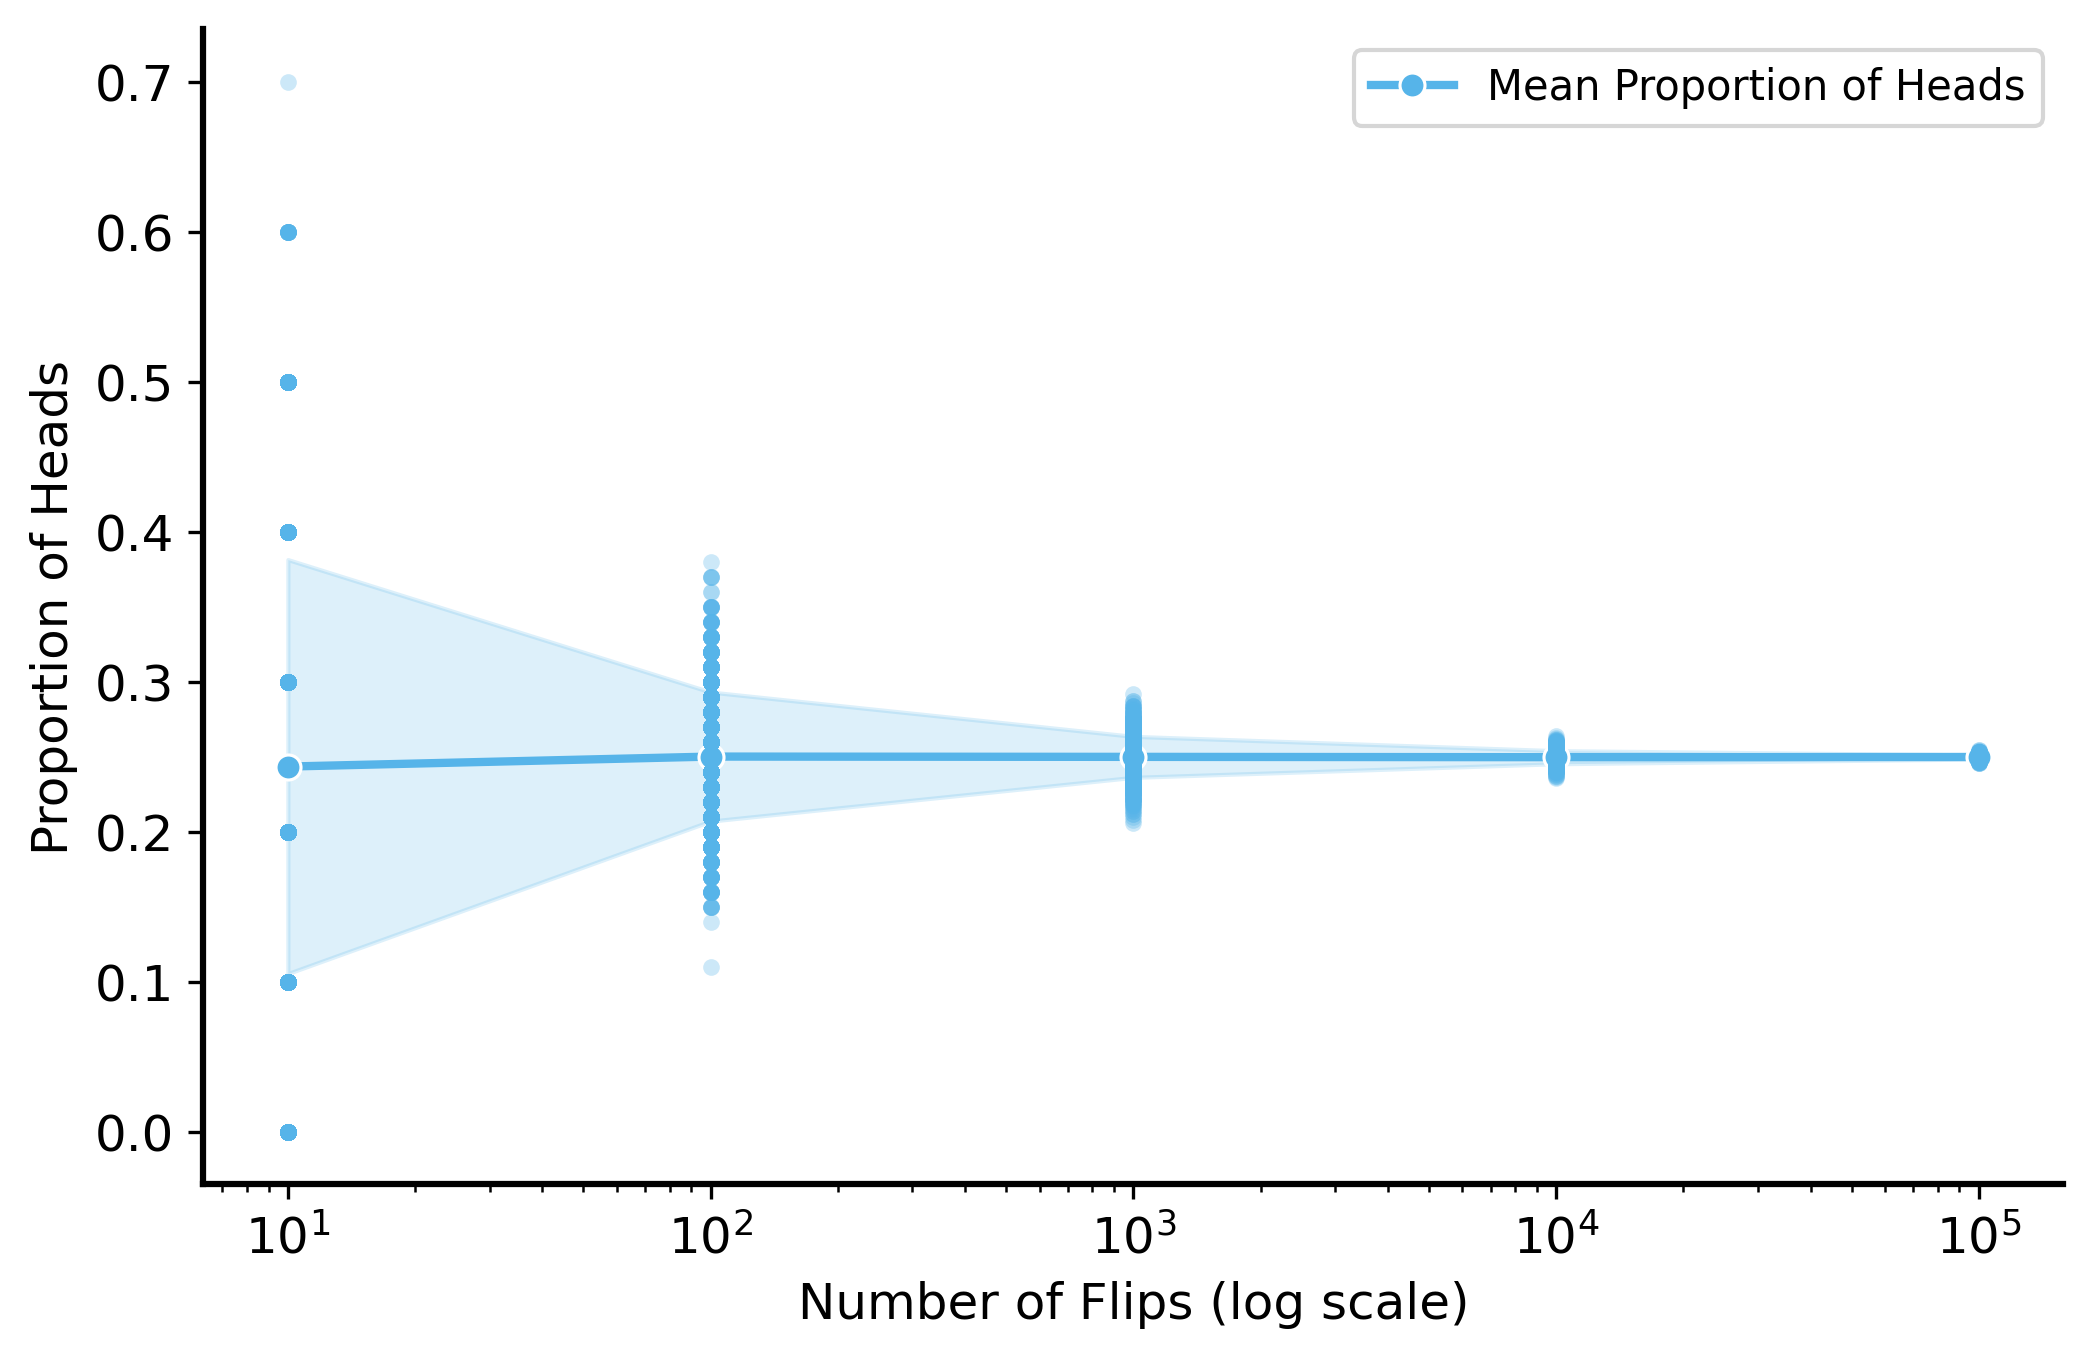 Mean Proportion of Heads
Proportion of Heads
0.7
0.6
0.5
0.4
0.3
0.2
0.1
0.0
10¹ 10² 10³ 10⁴ 10⁵
Number of Flips (log scale)